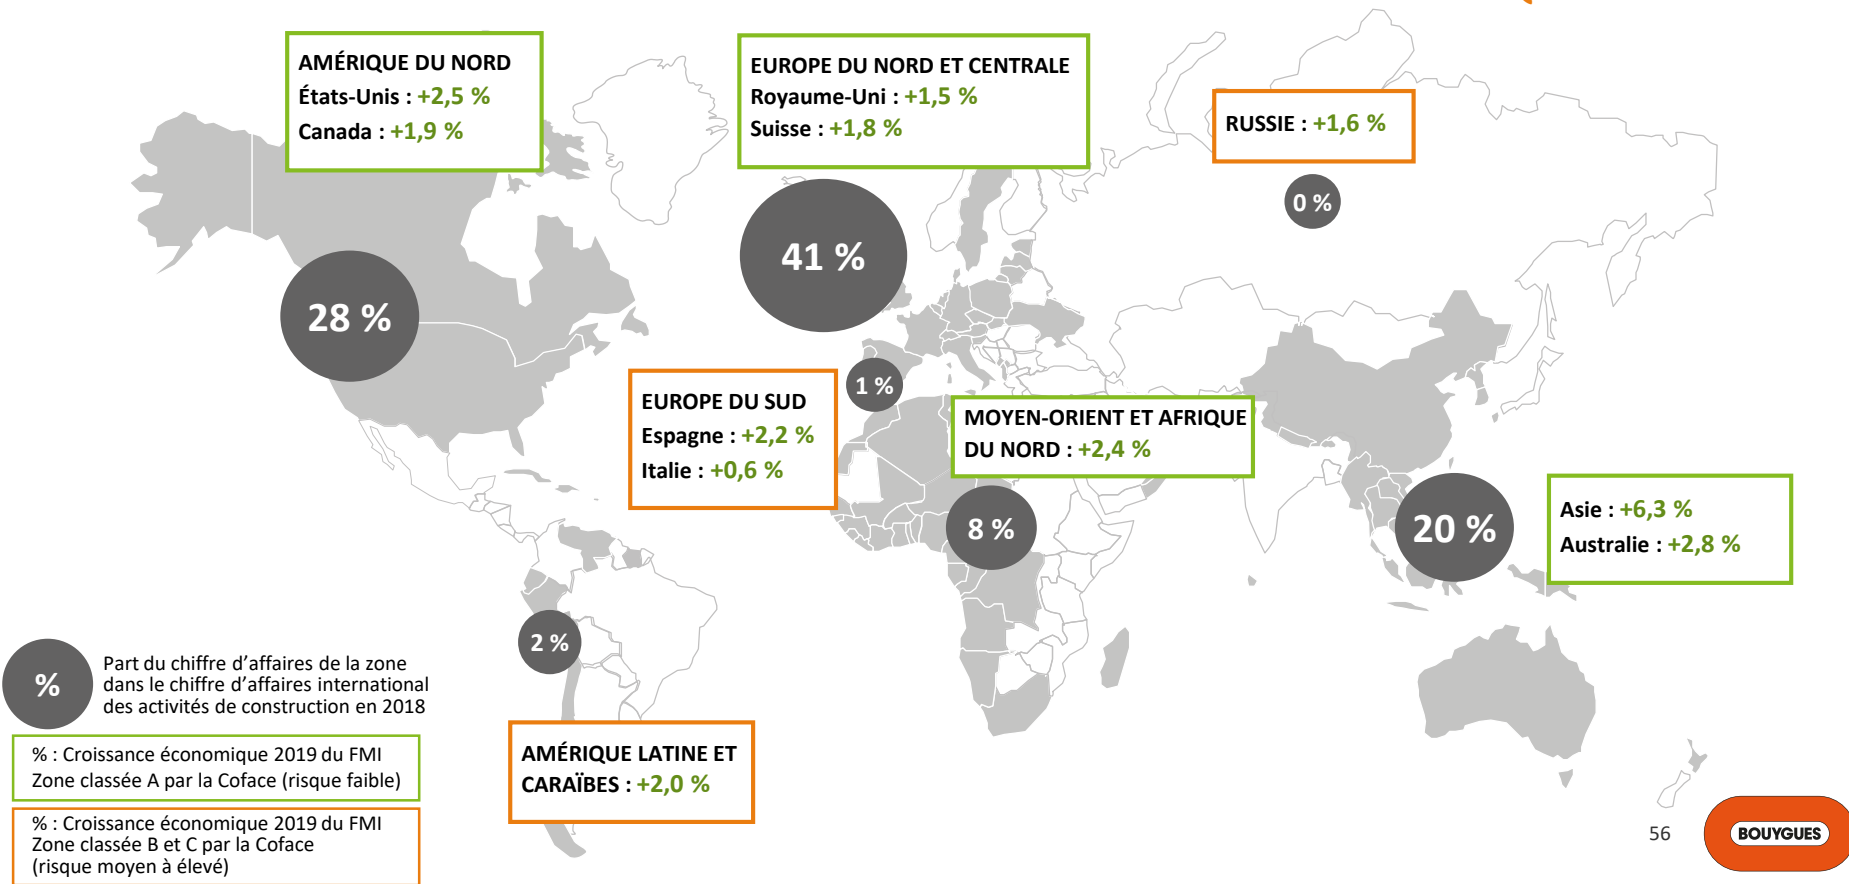 AMÉRIQUE DU NORD
États-Unis : +2,5 %
Canada : +1,9 %
EUROPE DU NORD ET CENTRALE
Royaume-Uni : +1,5 %
Suisse : +1,8 %
RUSSIE : +1,6 %
0 %
41 %
28 %
1 %
EUROPE DU SUD
Espagne : +2,2 %
Italie : +0,6 %
MOYEN-ORIENT ET AFRIQUE
DU NORD : +2,4 %
8 %
20 %
Asie : +6,3 %
Australie : +2,8 %
2 %
%
Part du chiffre d’affaires de la zone
dans le chiffre d’affaires international
des activités de construction en 2018
% : Croissance économique 2019 du FMI
Zone classée A par la Coface (risque faible)
% : Croissance économique 2019 du FMI
Zone classée B et C par la Coface
(risque moyen à élevé)
AMÉRIQUE LATINE ET
CARAÏBES : +2,0 %
56
BOUYGUES